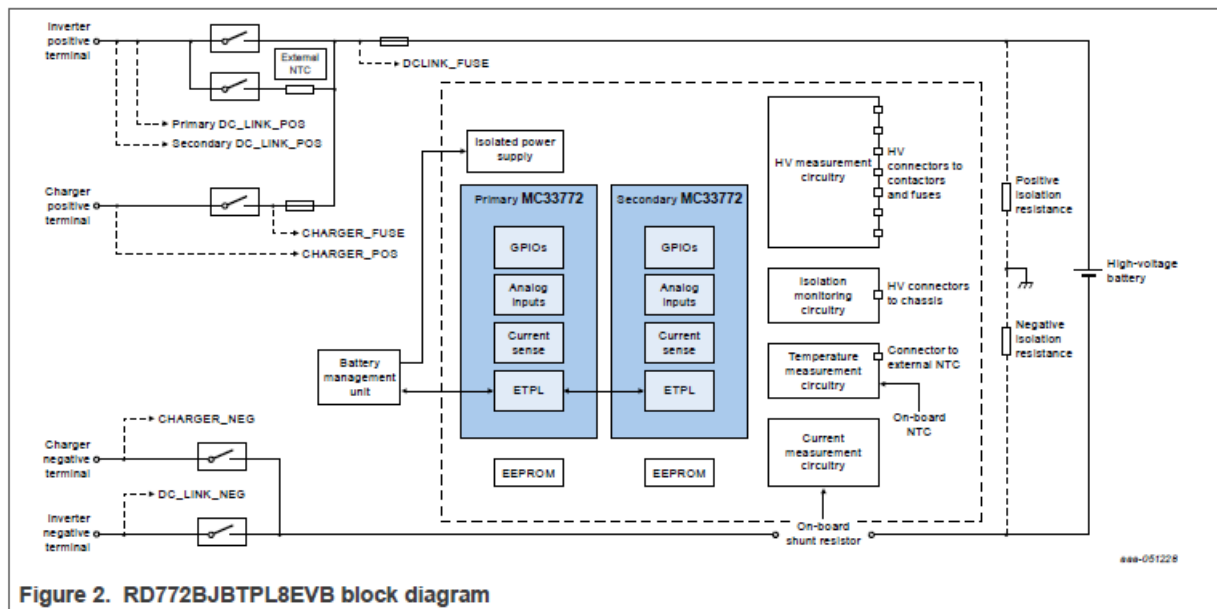 Inverter
positive
terminal
External
NTC
DCLINK_FUSE
Primary DC_LINK_POS
Secondary DC_LINK_POS
Isolated power
supply
HV measurement
circuitry
HV
connectors to
contactors
and fuses
Positive
isolation
resistance
Charger
positive
terminal
Primary MC33772
Secondary MC33772
CHARGER_FUSE
CHARGER_POS
GPIOs
GPIOs
High-voltage
battery
Analog
inputs
Analog
inputs
Isolation
monitoring
circuitry
HV connectors
to chassis
Current
sense
Current
sense
Negative
isolation
resistance
Battery
management
unit
ETPL
ETPL
Temperature
measurement
circuitry
Connector to
external NTC
On-board
NTC
CHARGER_NEG
Charger
negative
terminal
Current
measurement
circuitry
EEPROM
EEPROM
DC_LINK_NEG
Inverter
negative
terminal
On-board
shunt resistor
aaa-051228
Figure 2. RD772BJBTPL8EVB block diagram